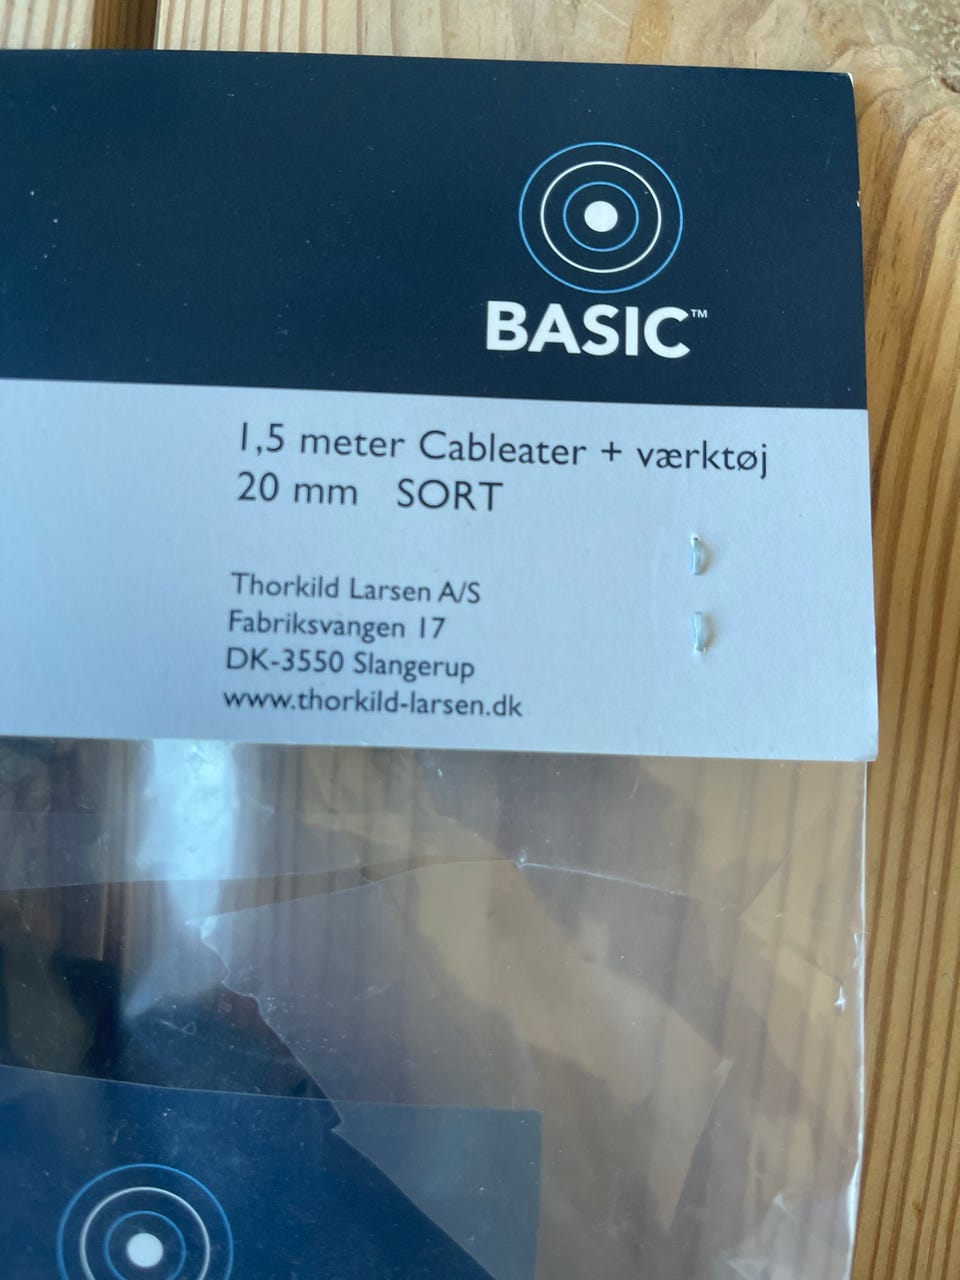 BASIC™
1,5 meter Cableater + værktøj
20 mm SORT
Thorkild Larsen A/S
Fabriksvangen 17
DK-3550 Slangerup
www.thorkild-larsen.dk